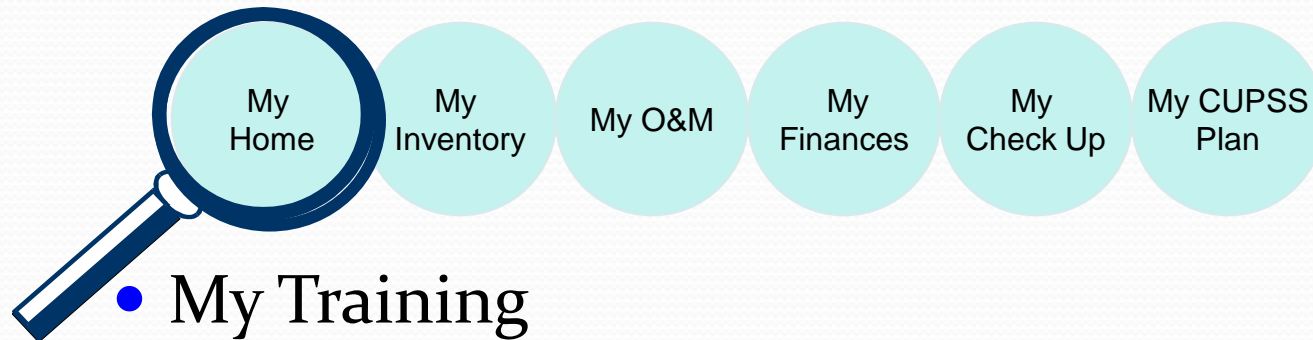 My
Home
My
Inventory
My O&M
My
Finances
My
Check Up
My CUPSS
Plan
• My Training